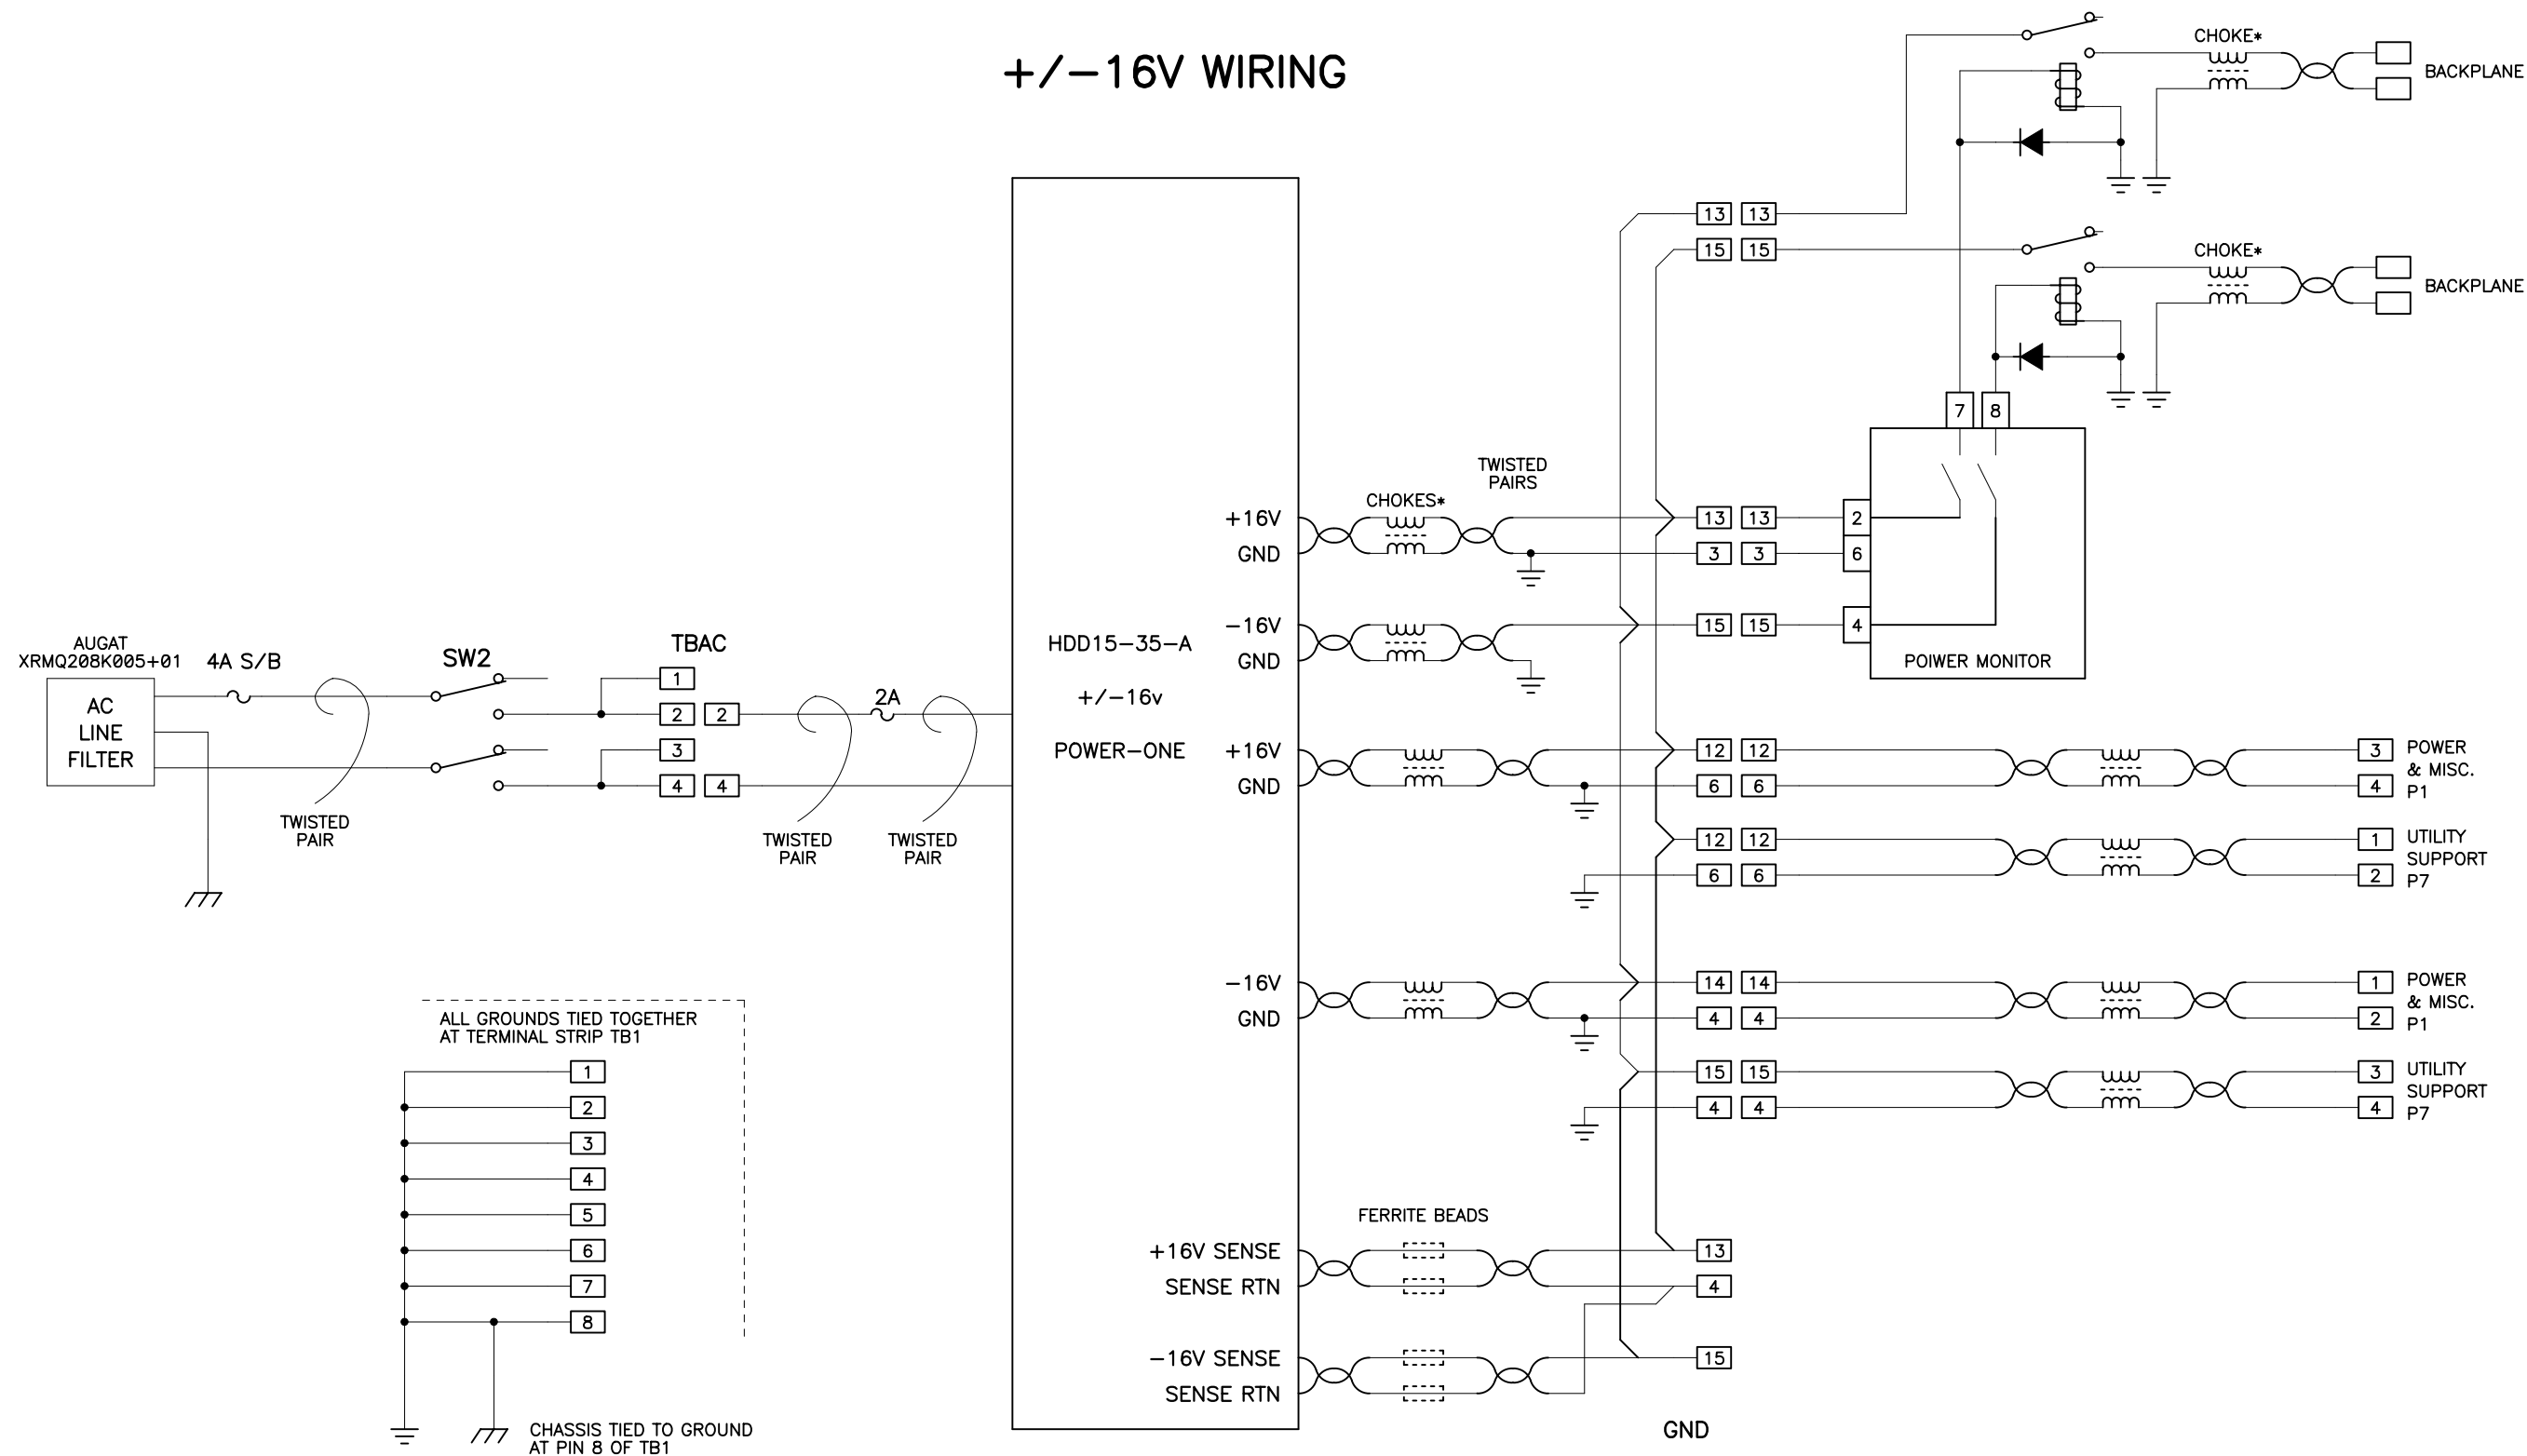 +/-16V WIRING
CHOKE*
BACKPLANE
13 13
15 15
CHOKE*
BACKPLANE
7 8
TWISTED
PAIRS
CHOKES*
+16V
13 13 2
GND
3 3 6
-16V
15 15 4
GND
POIWER MONITOR
AUGAT
XRMQ208K005+01
4A S/B
AC
LINE
FILTER
TWISTED
PAIR
SW2
TBAC
1
2 2
3
4 4
2A
TWISTED
PAIR
TWISTED
PAIR
HDD15-35-A
+/-16v
POWER-ONE
+16V
12 12
GND
6 6
3
4
POWER
& MISC.
P1
12 12
6 6
1
2
UTILITY
SUPPORT
P7
-16V
14 14
GND
4 4
1
2
POWER
& MISC.
P1
15 15
4 4
3
4
UTILITY
SUPPORT
P7
FERRITE BEADS
+16V SENSE
13
SENSE RTN
4
-16V SENSE
15
SENSE RTN
GND
ALL GROUNDS TIED TOGETHER
AT TERMINAL STRIP TB1
1
2
3
4
5
6
7
8
CHASSIS TIED TO GROUND
AT PIN 8 OF TB1